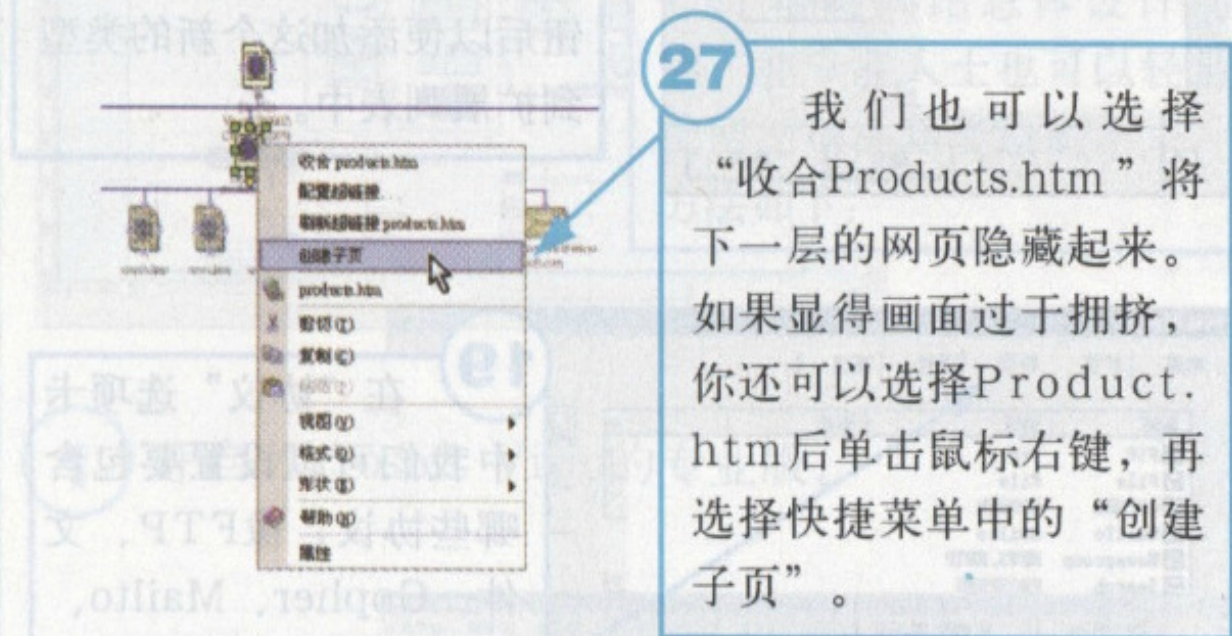 收合 products.htm
配置超链接...
刷新超链接 products.htm
创建子页
products.htm
剪切(T)
复制(C)
粘贴(P)
视图(V)
格式(O)
形状(S)
帮助(H)
属性
27
我们也可以选择
“收合Products.htm ”将
下一层的网页隐藏起来。
如果显得画面过于拥挤，
你还可以选择Product.
htm后单击鼠标右键，再
选择快捷菜单中的“创建
子页” 。